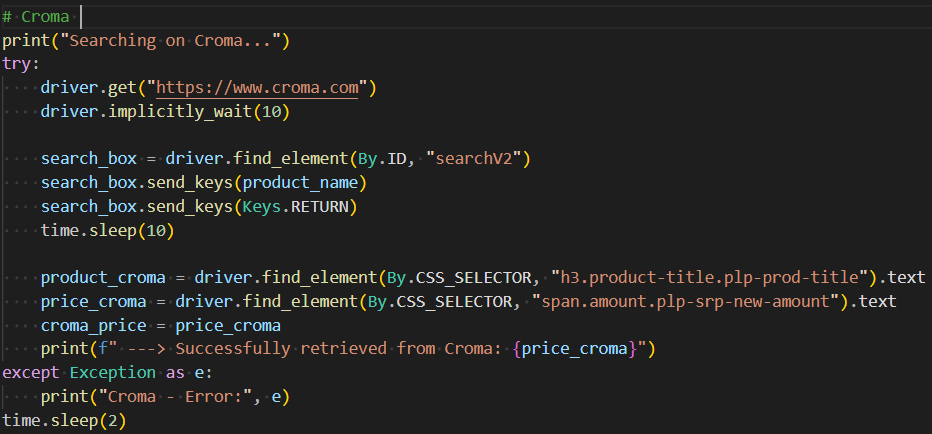 # Croma
print("Searching on Croma...")
try:
    driver.get("https://www.croma.com")
    driver.implicitly_wait(10)

    search_box = driver.find_element(By.ID, "searchV2")
    search_box.send_keys(product_name)
    search_box.send_keys(Keys.RETURN)
    time.sleep(10)

    product_croma = driver.find_element(By.CSS_SELECTOR, "h3.product-title.plp-prod-title").text
    price_croma = driver.find_element(By.CSS_SELECTOR, "span.amount.plp-srp-new-amount").text
    croma_price = price_croma
    print(f" ---> Successfully retrieved from Croma: {price_croma}")
except Exception as e:
    print("Croma - Error:", e)
time.sleep(2)